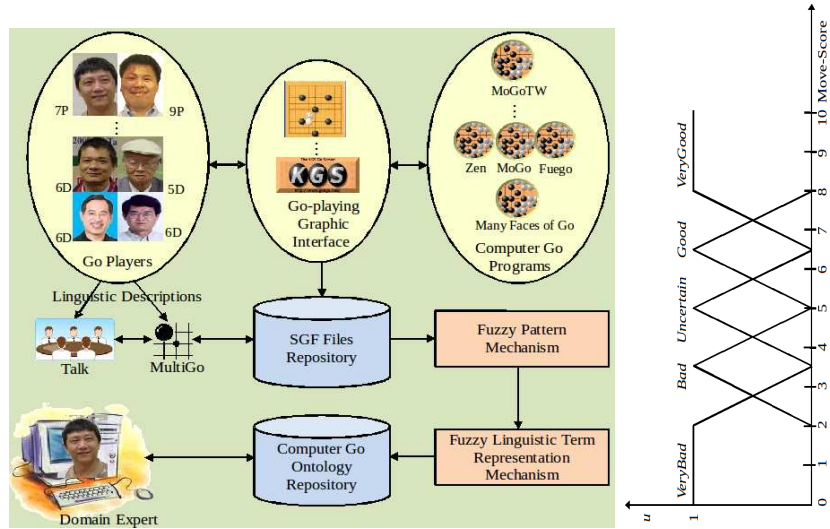 7P
9P
6D
5D
6D
6D
Go Players
KGS
Go-playing
Graphic
Interface
MoGoTW
Zen
MoGo
Fuego
Many Faces of Go
Computer Go
Programs
Linguistic Descriptions
Talk
MultiGo
SGF Files
Repository
Fuzzy Pattern
Mechanism
Domain Expert
Computer Go
Ontology
Repository
Fuzzy Linguistic Term
Representation
Mechanism
VeryBad
Bad
Uncertain
Good
VeryGood
0
1
2
3
4
5
6
7
8
9
10
Move-Score
1
u